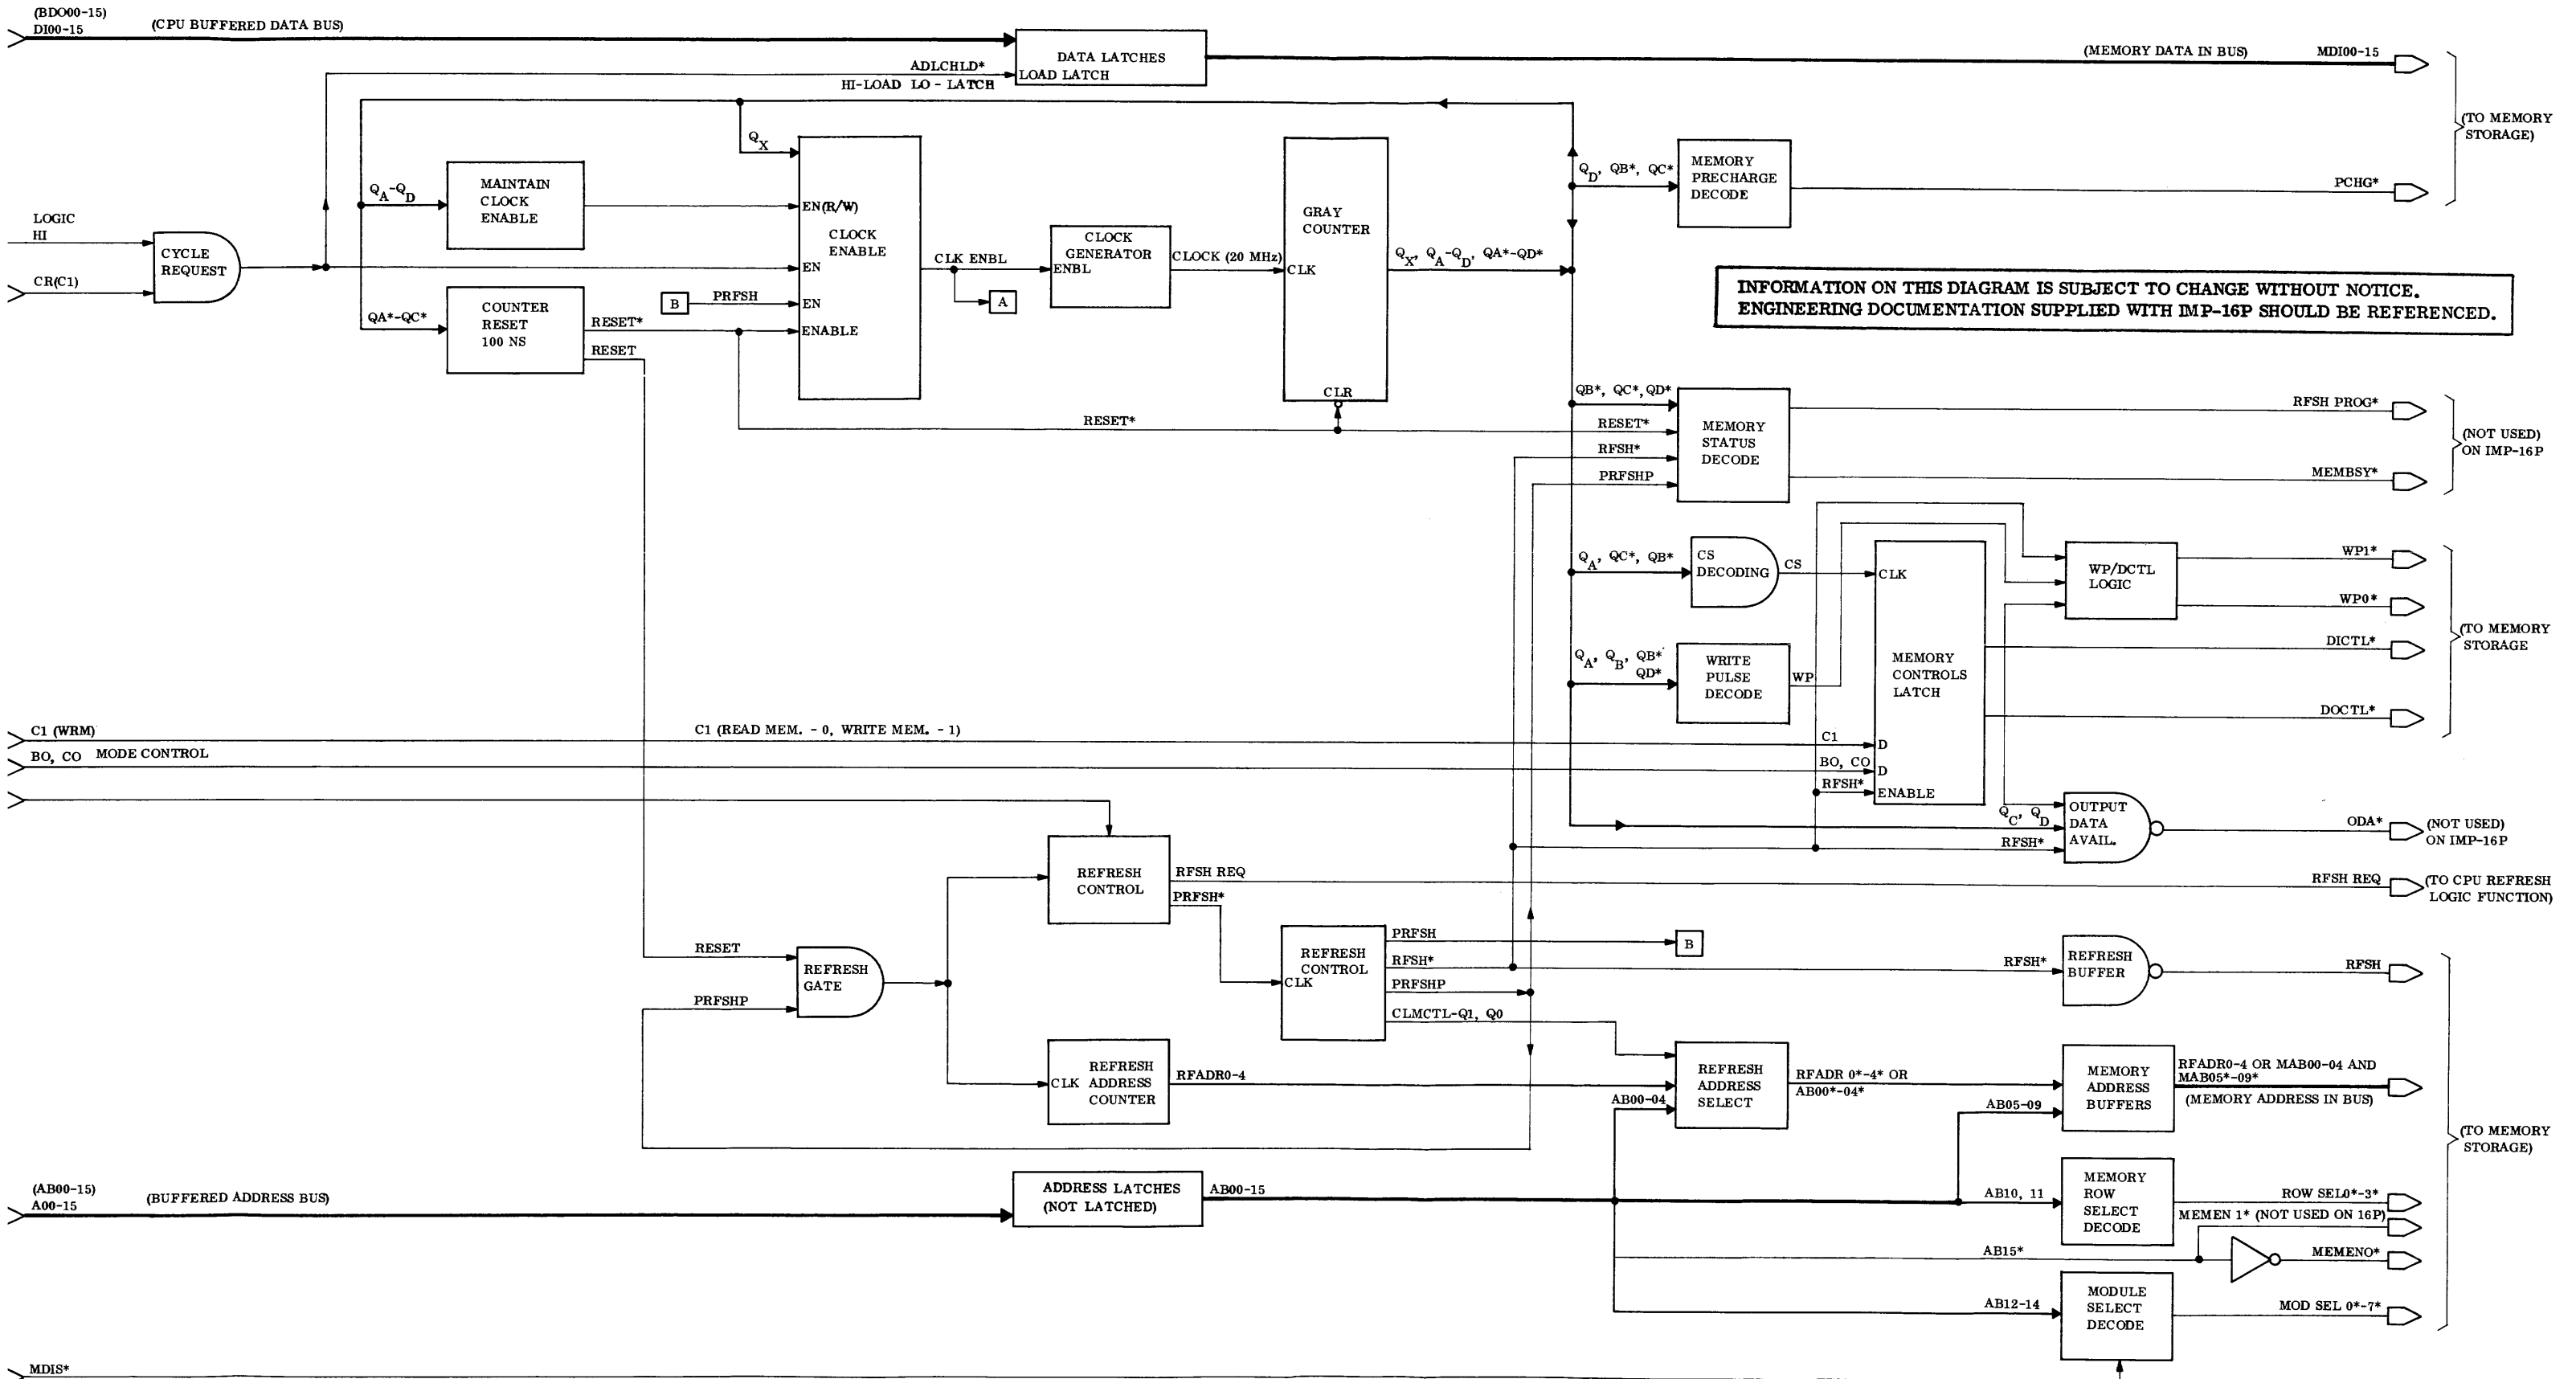 (BDO00-15)
DI00-15
(CPU BUFFERED DATA BUS)
DATA LATCHES
LOAD LATCH
ADLCHLD*
HI-LOAD LO - LATCH
(MEMORY DATA IN BUS)
MDI00-15
(TO MEMORY
STORAGE)
Q_X
Q_A-Q_D
MAINTAIN
CLOCK
ENABLE
EN(R/W)
CLOCK
ENABLE
LOGIC
HI
CYCLE
REQUEST
CR(C1)
EN
B
PRFSH
EN
ENABLE
QA*-QC*
COUNTER
RESET
100 NS
RESET*
RESET
CLK ENBL
A
CLOCK
GENERATOR
ENBL
CLOCK (20 MHz)
GRAY
COUNTER
CLK
CLR
Q_X, Q_A-Q_D, QA*-QD*
Q_D, QB*, QC*
MEMORY
PRECHARGE
DECODE
PCHG*
INFORMATION ON THIS DIAGRAM IS SUBJECT TO CHANGE WITHOUT NOTICE.
ENGINEERING DOCUMENTATION SUPPLIED WITH IMP-16P SHOULD BE REFERENCED.
RESET*
QB*, QC*, QD*
RESET*
RFSH*
PRFSHP
MEMORY
STATUS
DECODE
RFSH PROG*
MEMBSY*
(NOT USED)
ON IMP-16P
Q_A, QC*, QB*
CS
DECODING
CS
CLK
MEMORY
CONTROLS
LATCH
WP/DCTL
LOGIC
WP1*
WP0*
DICTL*
DOCTL*
(TO MEMORY
STORAGE
Q_A, Q_B, QB*
QD*
WRITE
PULSE
DECODE
WP
C1 (WRM)
C1 (READ MEM. - 0, WRITE MEM. - 1)
C1
D
BO, CO MODE CONTROL
BO, CO
D
RFSH*
ENABLE
Q_C, Q_D
RFSH*
OUTPUT
DATA
AVAIL.
ODA*
(NOT USED)
ON IMP-16P
REFRESH
CONTROL
RFSH REQ
PRFSH*
RFSH REQ
(TO CPU REFRESH
LOGIC FUNCTION)
RESET
PRFSHP
REFRESH
GATE
REFRESH
CONTROL
CLK
PRFSH
RFSH*
PRFSHP
CLMCTL-Q1, Q0
B
RFSH*
REFRESH
BUFFER
RFSH
CLK
REFRESH
ADDRESS
COUNTER
RFADR0-4
AB00-04
REFRESH
ADDRESS
SELECT
RFADR 0*-4* OR
AB00*-04*
AB05-09
MEMORY
ADDRESS
BUFFERS
RFADR0-4 OR MAB00-04 AND
MAB05*-09*
(MEMORY ADDRESS IN BUS)
(TO MEMORY
STORAGE)
(AB00-15)
A00-15
(BUFFERED ADDRESS BUS)
ADDRESS LATCHES
(NOT LATCHED)
AB00-15
AB10, 11
MEMORY
ROW
SELECT
DECODE
ROW SEL0*-3*
MEMEN 1* (NOT USED ON 16P)
AB15*
MEMENO*
AB12-14
MODULE
SELECT
DECODE
MOD SEL 0*-7*
MDIS*